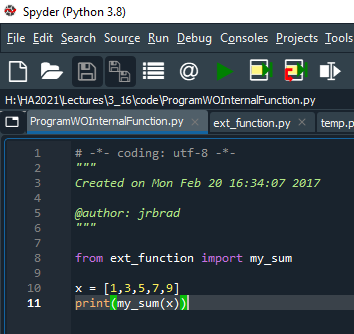 Spyder (Python 3.8)
File Edit Search Source Run Debug Consoles Projects Tools
H:\HA2021\Lectures\3_16\code\ProgramWOInternalFunction.py
ProgramWOInternalFunction.py ext_function.py temp.p
1 # -*- coding: utf-8 -*-
2 """
3 Created on Mon Feb 20 16:34:07 2017
4
5 @author: jrbrad
6 """
7
8 from ext_function import my_sum
9
10 x = [1,3,5,7,9]
11 print(my_sum(x))